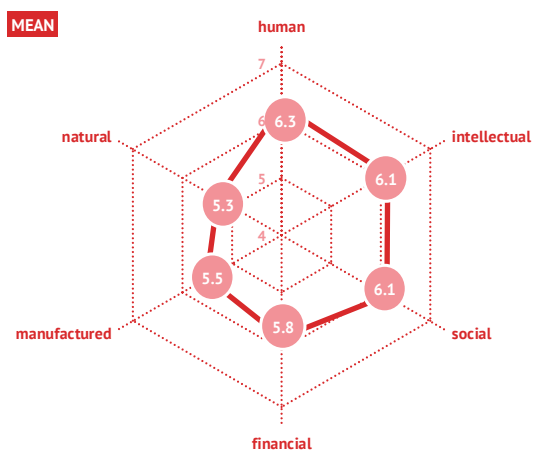 MEAN
human
7
6
6.3
natural
intellectual
5
6.1
5.3
4
5.5
6.1
5.8
manufactured
social
financial